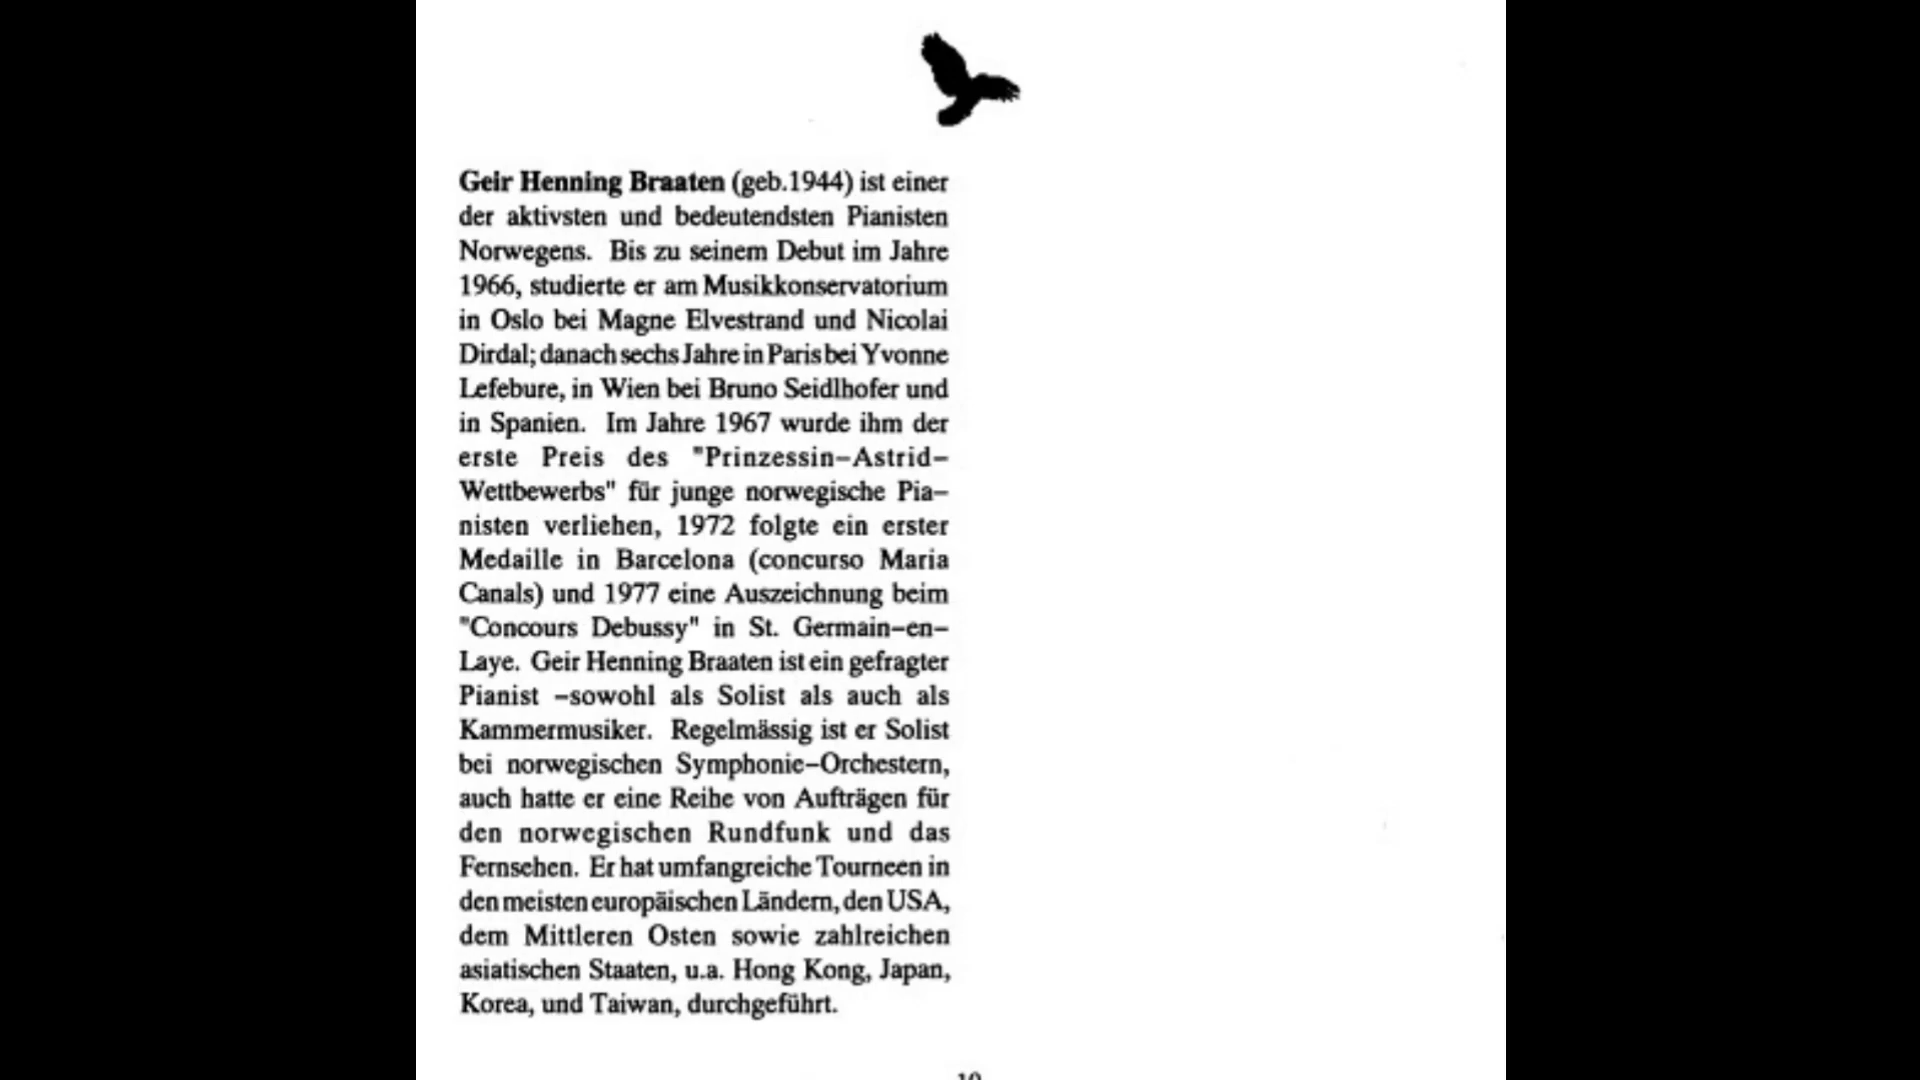 Geir Henning Braaten (geb.1944) ist einer
der aktivsten und bedeutendsten Pianisten
Norwegens. Bis zu seinem Debut im Jahre
1966, studierte er am Musikkonservatorium
in Oslo bei Magne Elvestrand und Nicolai
Dirdal; danach sechs Jahre in Paris bei Yvonne
Lefebure, in Wien bei Bruno Seidlhofer und
in Spanien. Im Jahre 1967 wurde ihm der
erste Preis des "Prinzessin-Astrid-
Wettbewerbs" für junge norwegische Pia-
nisten verliehen, 1972 folgte ein erster
Medaille in Barcelona (concurso Maria
Canals) und 1977 eine Auszeichnung beim
"Concours Debussy" in St. Germain-en-
Laye. Geir Henning Braaten ist ein gefragter
Pianist -sowohl als Solist als auch als
Kammermusiker. Regelmässig ist er Solist
bei norwegischen Symphonie-Orchestern,
auch hatte er eine Reihe von Aufträgen für
den norwegischen Rundfunk und das
Fernsehen. Er hat umfangreiche Tourneen in
den meisten europäischen Ländern, den USA,
dem Mittleren Osten sowie zahlreichen
asiatischen Staaten, u.a. Hong Kong, Japan,
Korea, und Taiwan, durchgeführt.